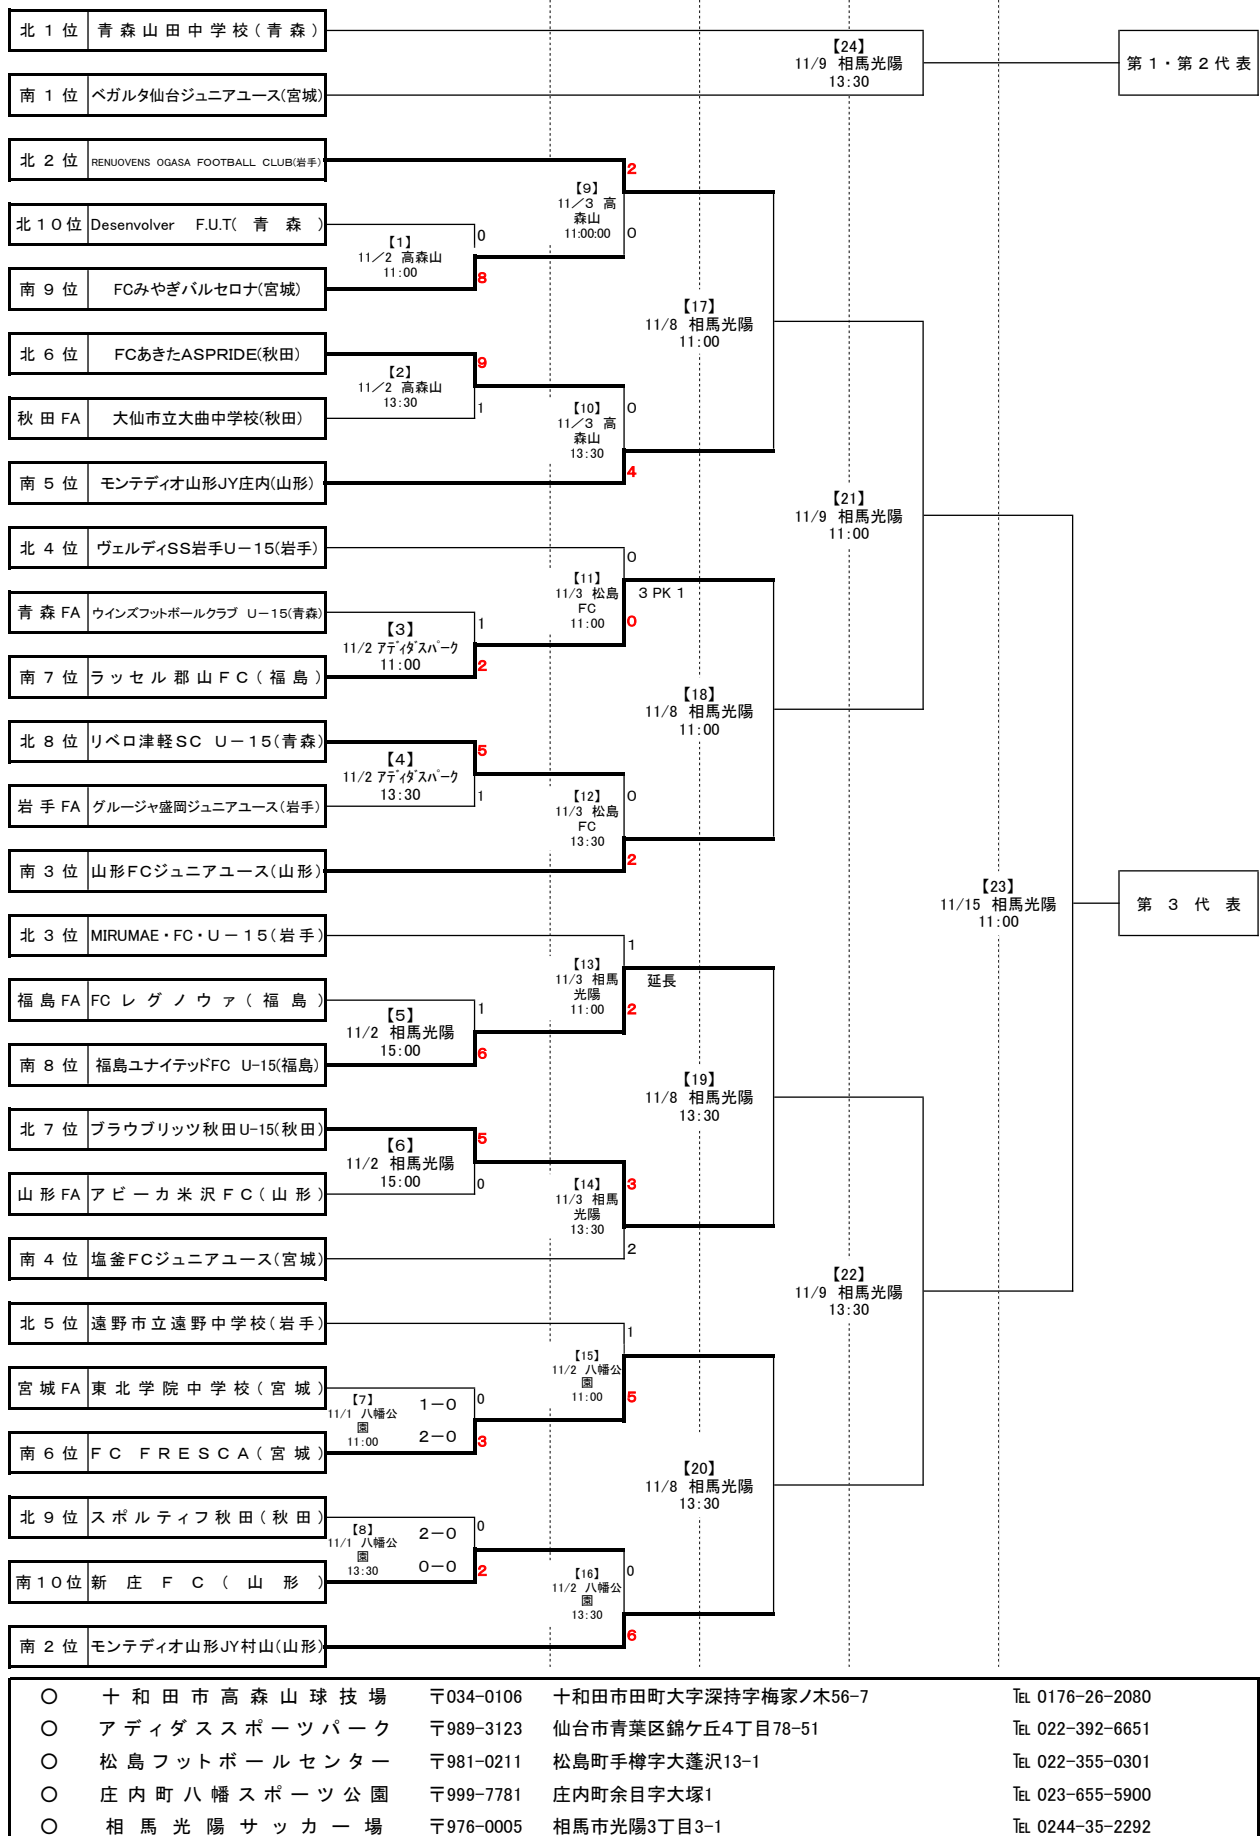 北 1 位 青 森 山 田 中 学 校 ( 青 森 )
【24】
11/9 相馬光陽
13:30
第 1 ・ 第 2 代 表
南 1 位 ベガルタ仙台ジュニアユース(宮城)
北 2 位 RENUOVENS OGASA FOOTBALL CLUB(岩手)
2
【9】
11／3 高
森山
11:00:00
0
北 1 0 位 Desenvolver F.U.T( 青 森 )
0
【1】
11／2 高森山
11:00
8
南 9 位 FCみやぎバルセロナ(宮城)
【17】
11/8 相馬光陽
11:00
北 6 位 FCあきたASPRIDE(秋田)
9
【2】
11／2 高森山
13:30
1
秋 田 FA 大仙市立大曲中学校(秋田)
【10】
11／3 高
森山
13:30
0
4
南 5 位 モンテディオ山形JY庄内(山形)
【21】
11/9 相馬光陽
11:00
北 4 位 ヴェルディSS岩手U－15(岩手)
0
【11】
11/3 松島
FC
11:00
3 PK 1
0
青 森 FA ウインズフットボールクラブ U－15(青森)
1
【3】
11/2 アディダスパーク
11:00
2
南 7 位 ラ ッ セ ル 郡 山 F C ( 福 島 )
【18】
11/8 相馬光陽
11:00
北 8 位 リベロ津軽SC U－15(青森)
5
【4】
11/2 アディダスパーク
13:30
1
岩 手 FA グルージャ盛岡ジュニアユース(岩手)
【12】
11/3 松島
FC
13:30
0
2
南 3 位 山形FCジュニアユース(山形)
【23】
11/15 相馬光陽
11:00
第 3 代 表
北 3 位 MIRUMAE・FC・U－15(岩手)
1
【13】
11/3 相馬
光陽
11:00
延長
2
福 島 FA FC レ グ ノ ウ ァ ( 福 島 )
1
【5】
11/2 相馬光陽
15:00
6
南 8 位 福島ユナイテッドFC U-15(福島)
【19】
11/8 相馬光陽
13:30
北 7 位 ブラウブリッツ秋田U-15(秋田)
5
【6】
11/2 相馬光陽
15:00
0
山 形 FA ア ビ ー カ 米 沢 F C ( 山 形 )
【14】
11/3 相馬
光陽
13:30
3
2
南 4 位 塩釜FCジュニアユース(宮城)
【22】
11/9 相馬光陽
13:30
北 5 位 遠 野 市 立 遠 野 中 学 校 ( 岩 手 )
1
【15】
11/2 八幡公
園
11:00
5
宮 城 FA 東 北 学 院 中 学 校 ( 宮 城 )
0
【7】
11/1 八幡公
園
11:00
1－0
2－0
3
南 6 位 F C F R E S C A ( 宮 城 )
【20】
11/8 相馬光陽
13:30
北 9 位 ス ポ ル テ ィ フ 秋 田 ( 秋 田 )
0
【8】
11/1 八幡公
園
13:30
2－0
0－0
2
南 1 0 位 新 庄 F C ( 山 形 )
【16】
11/2 八幡公
園
13:30
0
6
南 2 位 モンテディオ山形JY村山(山形)
○ 十 和 田 市 高 森 山 球 技 場 〒034-0106 十和田市田町大字深持字梅家ノ木56-7 ℡ 0176-26-2080
○ ア デ ィ ダ ス ス ポ ー ツ パ ー ク 〒989-3123 仙台市青葉区錦ケ丘4丁目78-51 ℡ 022-392-6651
○ 松 島 フ ッ ト ボ ー ル セ ン タ ー 〒981-0211 松島町手樽字大蓬沢13-1 ℡ 022-355-0301
○ 庄 内 町 八 幡 ス ポ ー ツ 公 園 〒999-7781 庄内町余目字大塚1 ℡ 023-655-5900
○ 相 馬 光 陽 サ ッ カ ー 場 〒976-0005 相馬市光陽3丁目3-1 ℡ 0244-35-2292